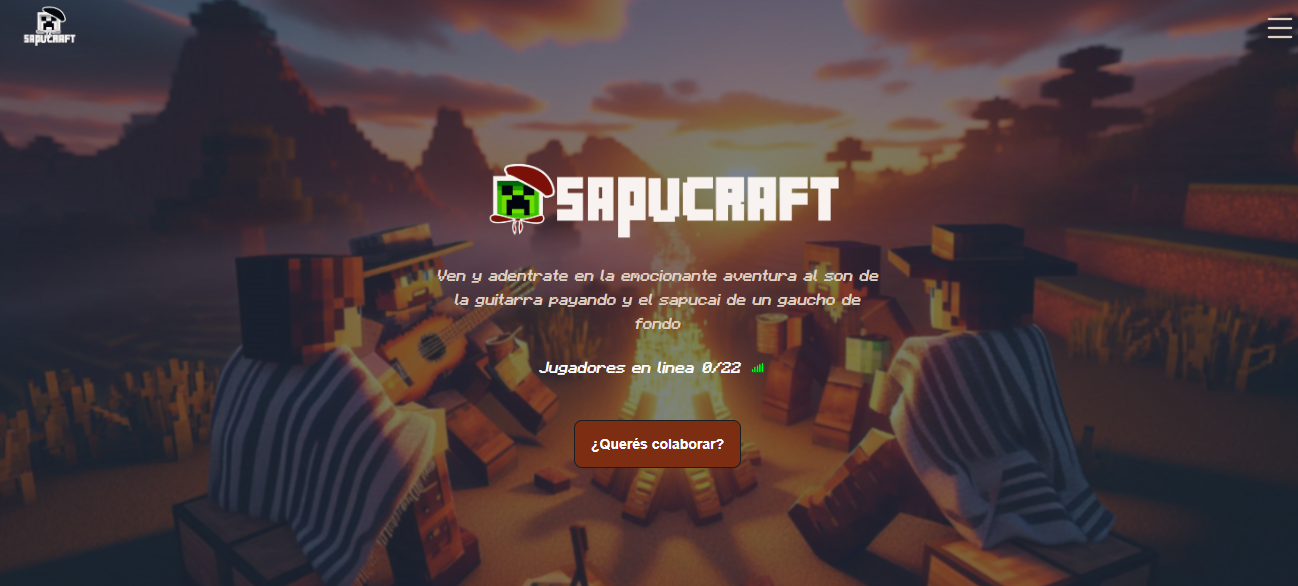 SAPUCRAFT
SAPUCRAFT
Ven y adentrate en la emocionante aventura al son de
la guitarra payando y el sapucai de un gaucho de
fondo
Jugadores en linea 0/22
¿Querés colaborar?